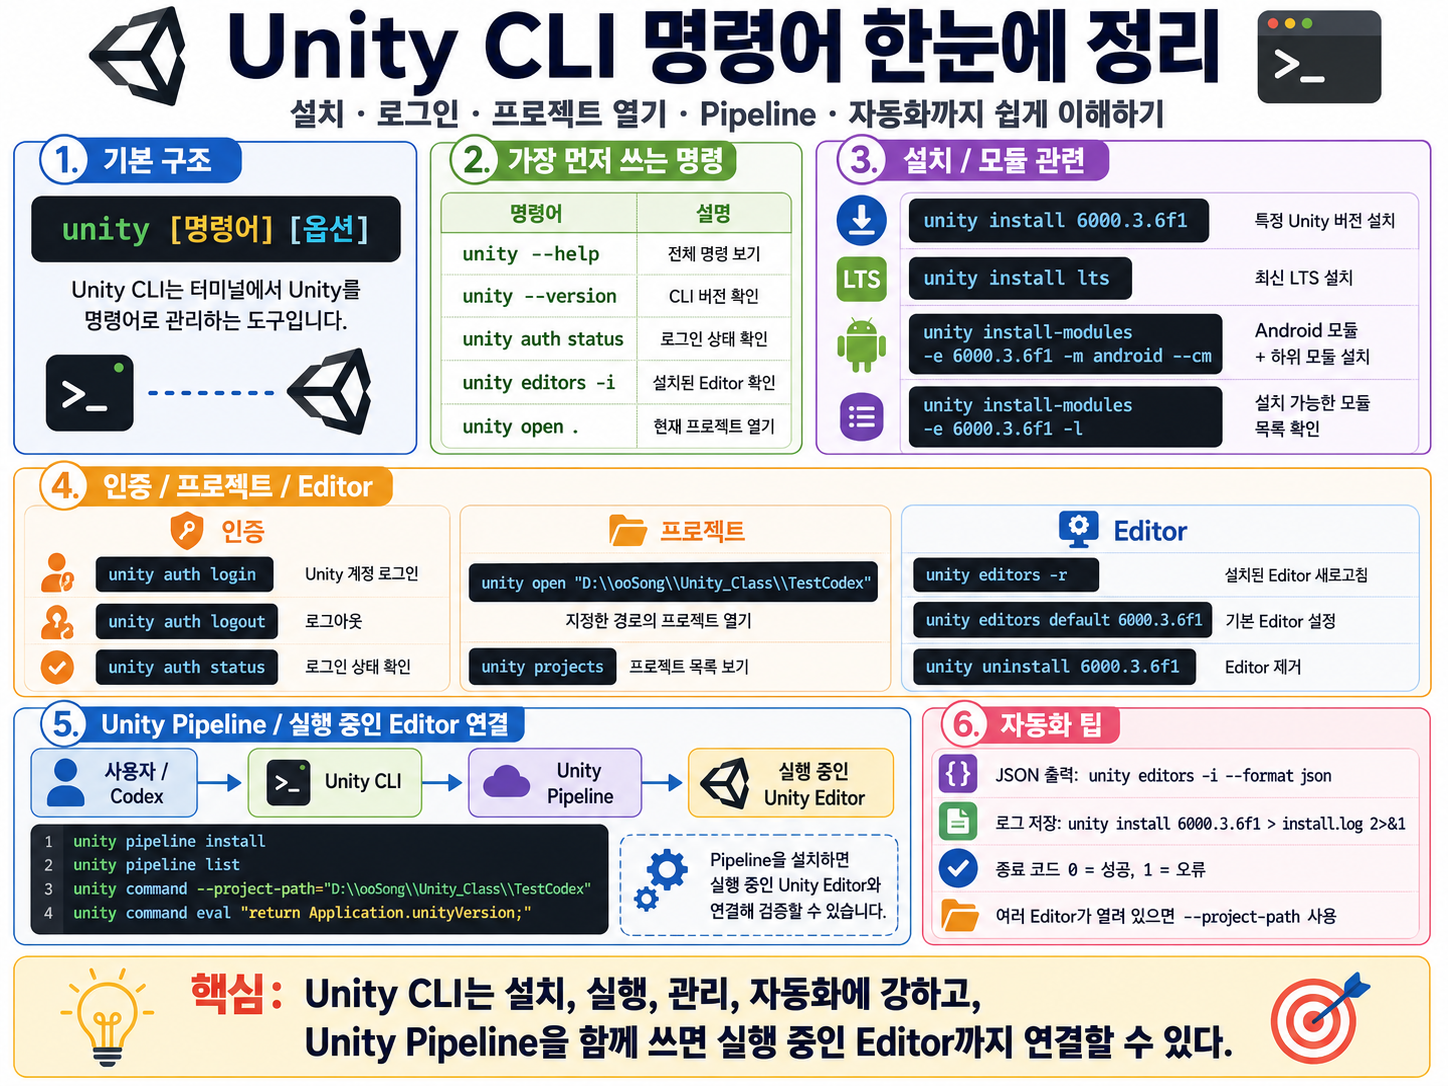 Unity CLI 명령어 한눈에 정리
>_
설치 · 로그인 · 프로젝트 열기 · Pipeline · 자동화까지 쉽게 이해하기
1. 기본 구조
unity [명령어] [옵션]
Unity CLI는 터미널에서 Unity를
명령어로 관리하는 도구입니다.
>_
2. 가장 먼저 쓰는 명령
명령어 설명
unity --help 전체 명령 보기
unity --version CLI 버전 확인
unity auth status 로그인 상태 확인
unity editors -i 설치된 Editor 확인
unity open . 현재 프로젝트 열기
3. 설치 / 모듈 관련
unity install 6000.3.6f1 특정 Unity 버전 설치
LTS unity install lts 최신 LTS 설치
unity install-modules
-e 6000.3.6f1 -m android --cm
Android 모듈
+ 하위 모둘 설치
unity install-modules
-e 6000.3.6f1 -l
설치 가능한 모듈
목록 확인
4. 인증 / 프로젝트 / Editor
인증
unity auth login Unity 계정 로그인
unity auth logout 로그아웃
unity auth status 로그인 상태 확인
프로젝트
unity open "D:\\ooSong\\Unity_Class\\TestCodex"
지정한 경로의 프로젝트 열기
unity projects 프로젝트 목록 보기
Editor
unity editors -r 설치된 Editor 새로고침
unity editors default 6000.3.6f1 기본 Editor 설정
unity uninstall 6000.3.6f1 Editor 제거
5. Unity Pipeline / 실행 중인 Editor 연결
사용자 /
Codex
>_ Unity CLI
Unity
Pipeline
실행 중인
Unity Editor
1 unity pipeline install
2 unity pipeline list
3 unity command --project-path="D:\\ooSong\\Unity_Class\\TestCodex"
4 unity command eval "return Application.unityVersion;"
Pipeline을 설치하면
실행 중인 Unity Editor와
연결해 검증할 수 있습니다.
6. 자동화 팁
{} JSON 출력: unity editors -i --format json
로그 저장: unity install 6000.3.6f1 > install.log 2>&1
종료 코드 0 = 성공, 1 = 오류
여러 Editor가 열려 있으면 --project-path 사용
핵심: Unity CLI는 설치, 실행, 관리, 자동화에 강하고,
Unity Pipeline을 함께 쓰면 실행 중인 Editor까지 연결할 수 있다.